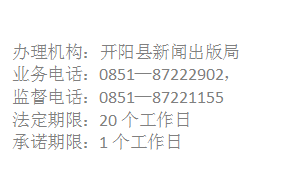 办理机构：开阳县新闻出版局
业务电话：0851—87222902，
监督电话：0851—87221155
法定期限：20 个工作日
承诺期限：1 个工作日